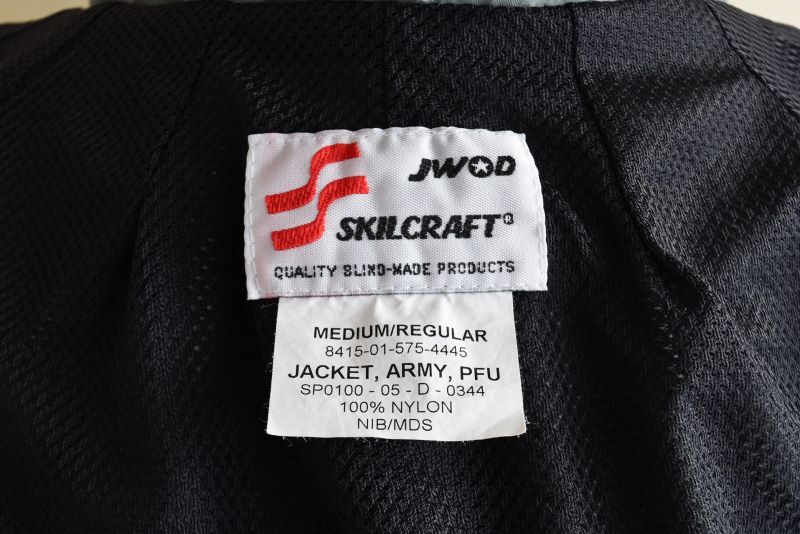 JWOD
SKILCRAFT®
QUALITY BLIND-MADE PRODUCTS
MEDIUM/REGULAR
8415-01-575-4445
JACKET, ARMY, PFU
SP0100 - 05 - D - 0344
100% NYLON
NIB/MDS